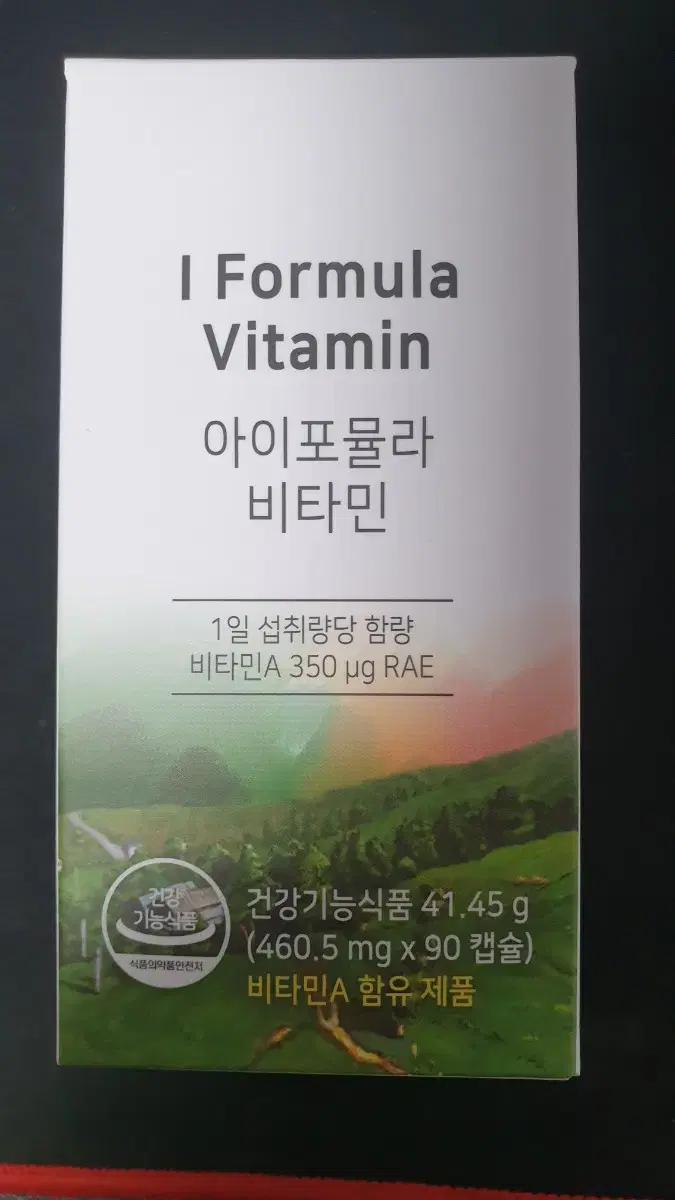 I Formula
Vitamin
아이포뮬라
비타민
1일 섭취량당 함량
비타민A 350 μg RAE
건강
기능식품
식품의약품안전처
건강기능식품 41.45 g
(460.5 mg x 90 캡슐)
비타민A 함유 제품